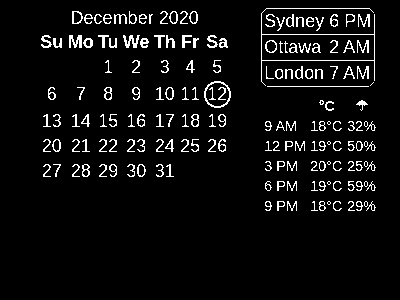 December 2020
Su Mo Tu We Th Fr Sa
1 2 3 4 5
6 7 8 9 10 11 12
13 14 15 16 17 18 19
20 21 22 23 24 25 26
27 28 29 30 31
Sydney 6 PM
Ottawa 2 AM
London 7 AM
°C ☂
9 AM 18°C 32%
12 PM 19°C 50%
3 PM 20°C 25%
6 PM 19°C 59%
9 PM 18°C 29%